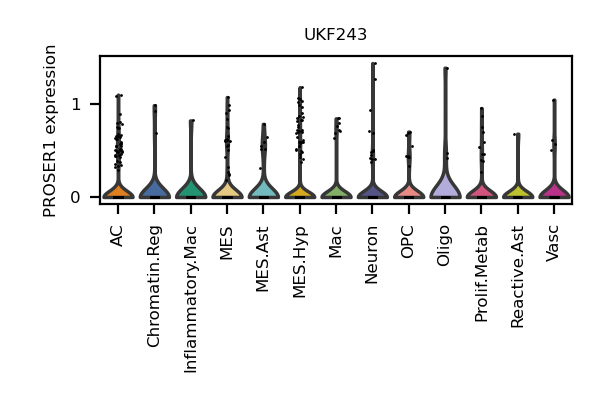 UKF243
PROSER1 expression
1
0
AC
Chromatin.Reg
Inflammatory.Mac
MES
MES.Ast
MES.Hyp
Mac
Neuron
OPC
Oligo
Prolif.Metab
Reactive.Ast
Vasc